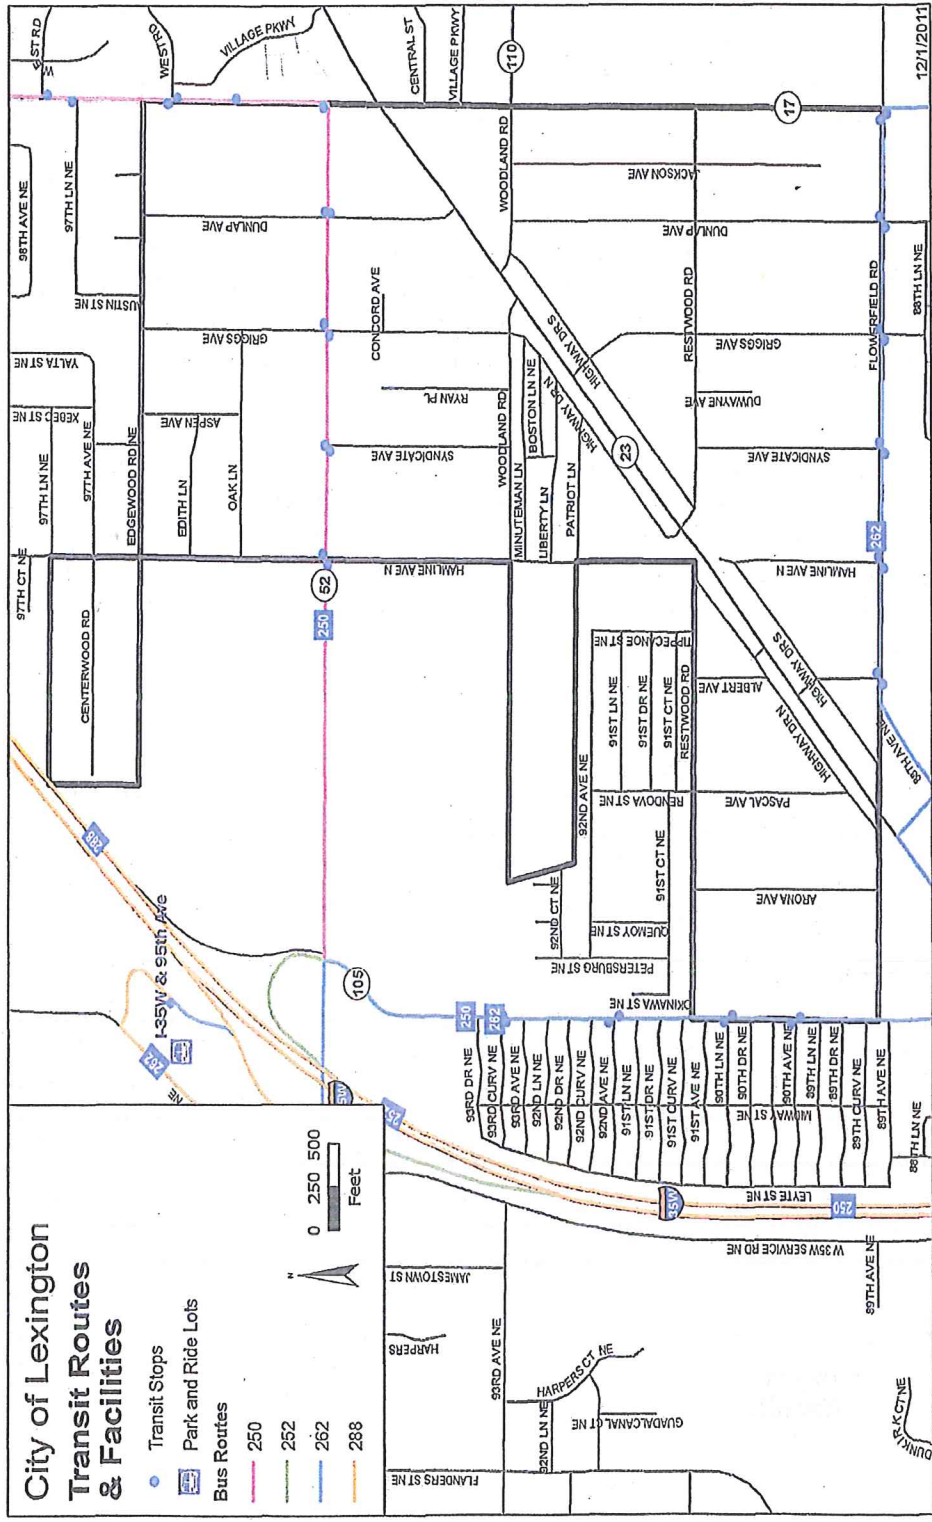 City of Lexington
Transit Routes
& Facilities
Transit Stops
Park and Ride Lots
Bus Routes
250
252
262
288
N
0 250 500
Feet
FLANDERS ST NE
HARPERS
JAMESTOWN ST
93RD AVE NE
92ND LN NE
HARPERS CT NE
GUADALCANAL CT NE
DUNKIRK CT NE
89TH AVE NE
W 35W SERVICE RD NE
LEYTE ST NE
250
35W
262
NE
I-35W & 95th Ave
288
105
250
262
93RD DR NE
93RD CURV NE
93RD AVE NE
92ND LN NE
92ND DR NE
92ND CURV NE
92ND AVE NE
91ST LN NE
91ST DR NE
91ST CURV NE
91ST AVE NE
90TH LN NE
90TH DR NE
90TH AVE NE
89TH LN NE
89TH DR NE
89TH CURV NE
89TH AVE NE
88TH LN NE
MIDWAY ST NE
OKINAWA ST NE
PETERSBURG ST NE
QUEMOY ST NE
92ND CT NE
91ST CT NE
92ND AVE NE
RENDOVA ST NE
91ST LN NE
91ST DR NE
91ST CT NE
RESTWOOD RD
TIPPECANOE ST NE
ARONA AVE
PASCAL AVE
ALBERT AVE
HIGHWAY DR N
HIGHWAY DR S
89TH AVE NE
HAMLINE AVE N
262
CENTERWOOD RD
97TH CT NE
97TH LN NE
97TH AVE NE
EDGEWOOD RD NE
XEBEC ST NE
YALTA ST NE
EDITH LN
OAK LN
ASPEN AVE
250
52
HAMLINE AVE N
SYNDICATE AVE
RYAN PL
WOODLAND RD
MINUTEMAN LN
LIBERTY LN
BOSTON LN NE
PATRIOT LN
HIGHWAY DR N
HIGHWAY DR S
23
SYNDICATE AVE
DUWAYNE AVE
GRIGGS AVE
FLOWERFIELD RD
88TH LN NE
RESTWOOD RD
DUNLAP AVE
JACKSON AVE
GRIGGS AVE
CONCORD AVE
DUNLAP AVE
AUSTIN ST NE
98TH AVE NE
97TH LN NE
WOODLAND RD
110
17
WEST RD
VILLAGE PKWY
CENTRAL ST
VILLAGE PKWY
12/1/2011